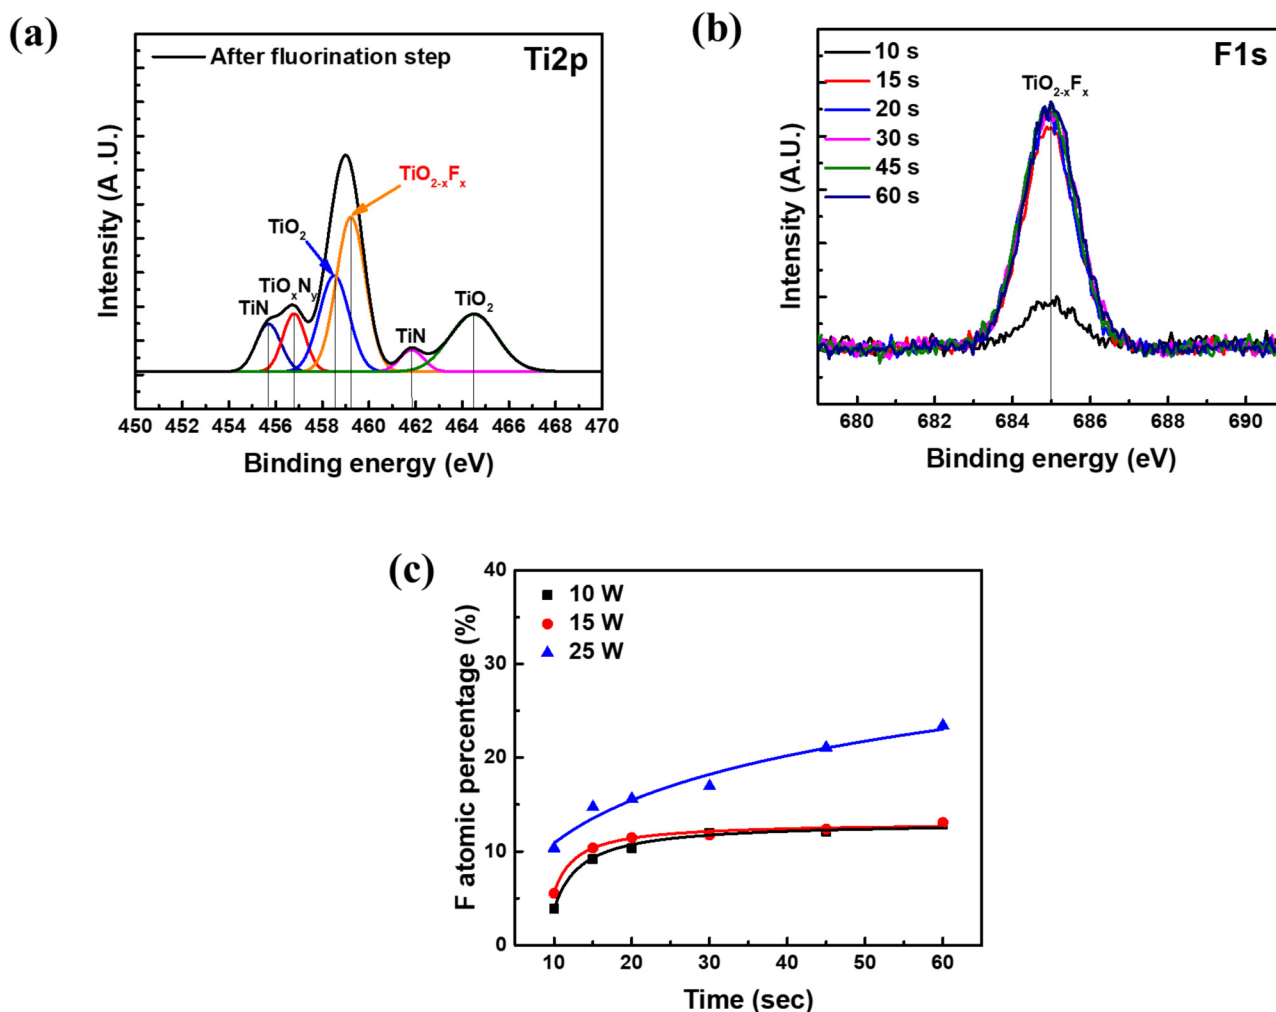 (a)
After fluorination step
Ti2p
TiO2-xFx
TiO2
TiOxNy
TiN
TiN
TiO2
Intensity (A .U.)
450 452 454 456 458 460 462 464 466 468 470
Binding energy (eV)
(b)
10 s
15 s
20 s
30 s
45 s
60 s
F1s
TiO2-xFx
Intensity (A.U.)
680 682 684 686 688 690
Binding energy (eV)
(c)
10 W
15 W
25 W
F atomic percentage (%)
40
30
20
10
0
10 20 30 40 50 60
Time (sec)